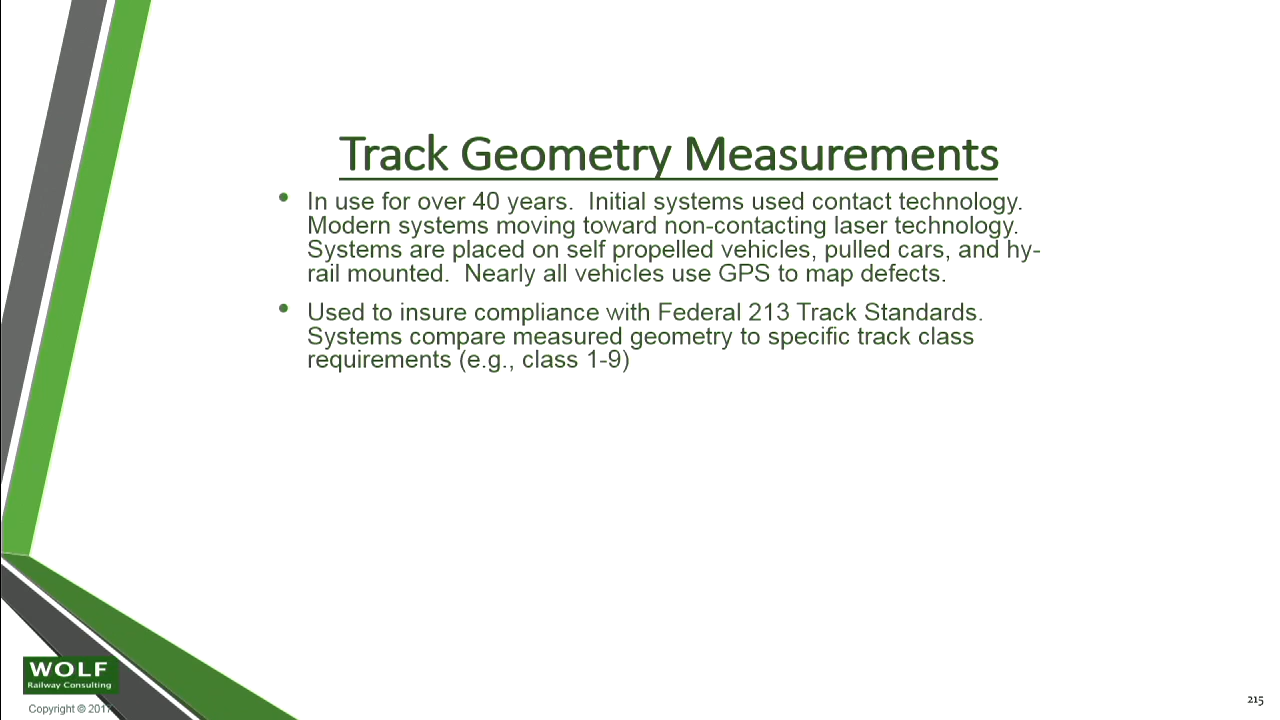 Track Geometry Measurements
• In use for over 40 years.  Initial systems used contact technology.
Modern systems moving toward non-contacting laser technology.
Systems are placed on self propelled vehicles, pulled cars, and hy-
rail mounted.  Nearly all vehicles use GPS to map defects.
• Used to insure compliance with Federal 213 Track Standards.
Systems compare measured geometry to specific track class
requirements (e.g., class 1-9)
WOLF
Railway Consulting
Copyright ©
215